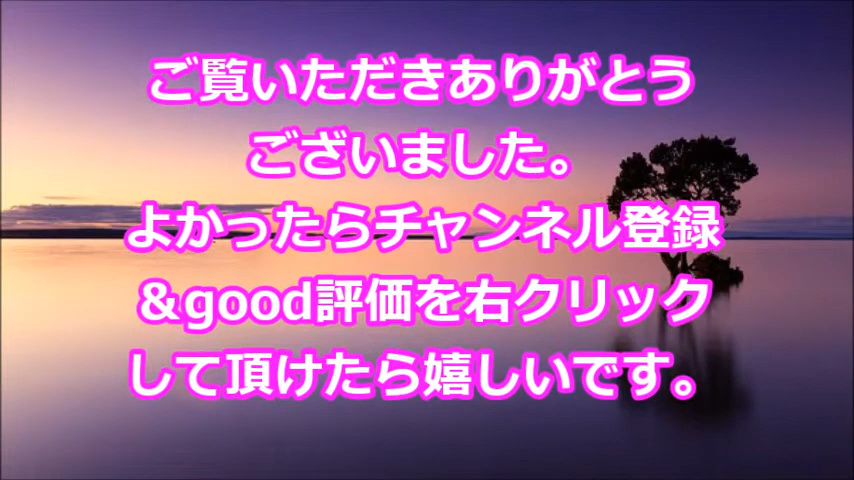 ご覧いただきありがとう
ございました。
よかったらチャンネル登録
＆good評価を右クリック
して頂けたら嬉しいです。